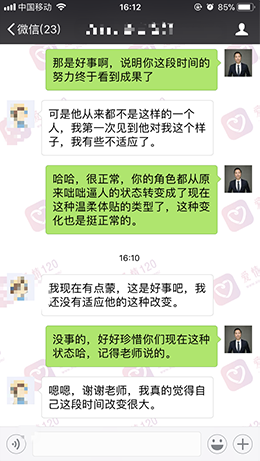 中国移动
16:12
85%
微信(23)
那是好事啊，说明你这段时间的
努力终于看到成果了
可是他从来都不是这样的一个
人，我第一次见到他对我这个样
子，我有些不适应了。
哈哈，很正常，你的角色都从原
来咄咄逼人的状态转变成了现在
这种温柔体贴的类型了，这种变
化也是挺正常的。
16:10
我现在有点蒙，这是好事吧，我
还没有适应他的这种改变。
没事的，好好珍惜你们现在这种
状态哈，记得老师说的。
嗯嗯，谢谢老师，我真的觉得自
己这段时间改变很大。